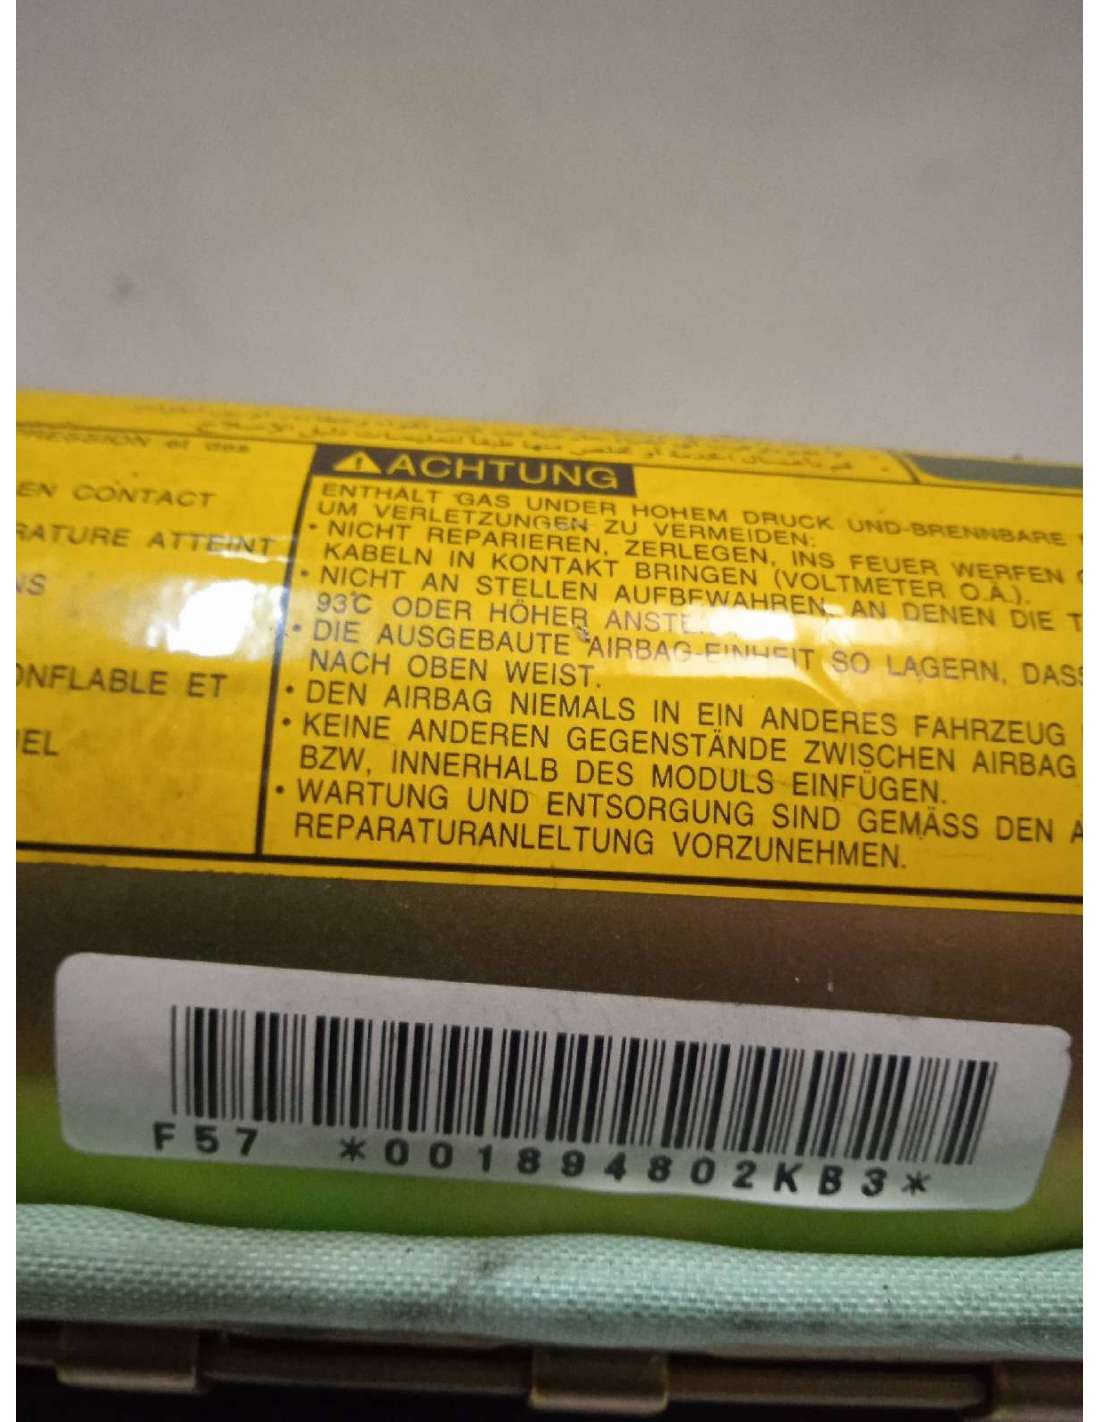 ET des
EN CONTACT
RATURE ATTEINT
NS
ONFLABLE ET
IEL
⚠ACHTUNG
ENTHÄLT GAS UNDER HOHEM DRUCK UND BRENNBARE
UM VERLETZUNGEN ZU VERMEIDEN:
• NICHT REPARIEREN, ZERLEGEN, INS FEUER WERFEN
KABELN IN KONTAKT BRINGEN (VOLTMETER O.Ä.).
• NICHT AN STELLEN AUFBEWAHREN, AN DENEN DIE T
93℃ ODER HÖHER
• DIE AUSGEBAUTE AIRBAG-EINHEIT SO LAGERN, DASS
NACH OBEN WEIST.
• DEN AIRBAG NIEMALS IN EIN ANDERES FAHRZEUG
• KEINE ANDEREN GEGENSTÄNDE ZWISCHEN AIRBAG
BZW, INNERHALB DES MODULS EINFÜGEN.
• WARTUNG UND ENTSORGUNG SIND GEMÄSS DEN A
REPARATURANLELTUNG VORZUNEHMEN.
F57 *001894802KB3*